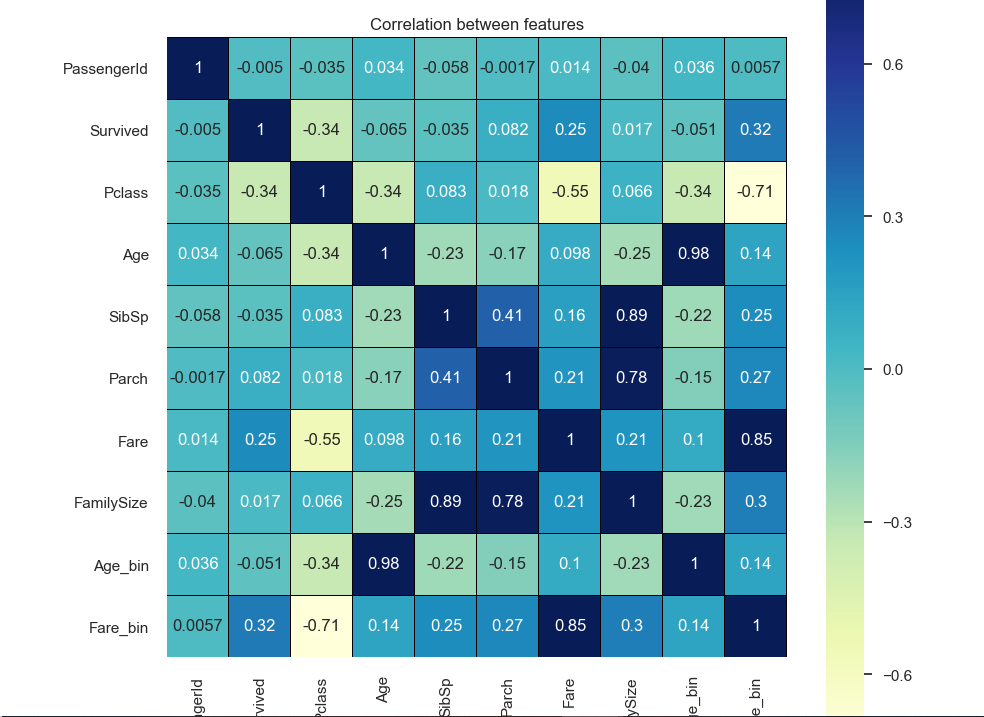 Correlation between features
PassengerId 1 -0.005 -0.035 0.034 -0.058 -0.0017 0.014 -0.04 0.036 0.0057
Survived -0.005 1 -0.34 -0.065 -0.035 0.082 0.25 0.017 -0.051 0.32
Pclass -0.035 -0.34 1 -0.34 0.083 0.018 -0.55 0.066 -0.34 -0.71
Age 0.034 -0.065 -0.34 1 -0.23 -0.17 0.098 -0.25 0.98 0.14
SibSp -0.058 -0.035 0.083 -0.23 1 0.41 0.16 0.89 -0.22 0.25
Parch -0.0017 0.082 0.018 -0.17 0.41 1 0.21 0.78 -0.15 0.27
Fare 0.014 0.25 -0.55 0.098 0.16 0.21 1 0.21 0.1 0.85
FamilySize -0.04 0.017 0.066 -0.25 0.89 0.78 0.21 1 -0.23 0.3
Age_bin 0.036 -0.051 -0.34 0.98 -0.22 -0.15 0.1 -0.23 1 0.14
Fare_bin 0.0057 0.32 -0.71 0.14 0.25 0.27 0.85 0.3 0.14 1
ngerId rvived Pclass Age SibSp Parch Fare ySize ge_bin e_bin
0.6
0.3
0.0
-0.3
-0.6